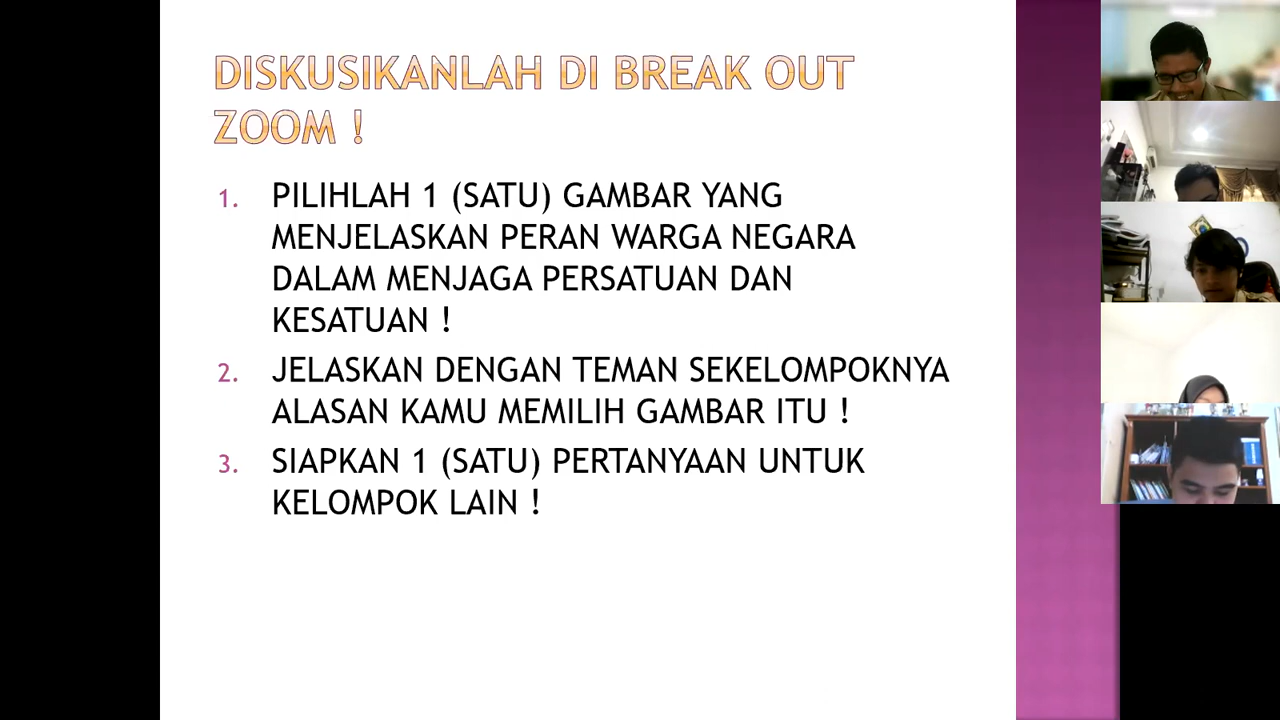 DISKUSIKANLAH DI BREAK OUT
ZOOM !
1. PILIHLAH 1 (SATU) GAMBAR YANG
MENJELASKAN PERAN WARGA NEGARA
DALAM MENJAGA PERSATUAN DAN
KESATUAN !
2. JELASKAN DENGAN TEMAN SEKELOMPOKNYA
ALASAN KAMU MEMILIH GAMBAR ITU !
3. SIAPKAN 1 (SATU) PERTANYAAN UNTUK
KELOMPOK LAIN !